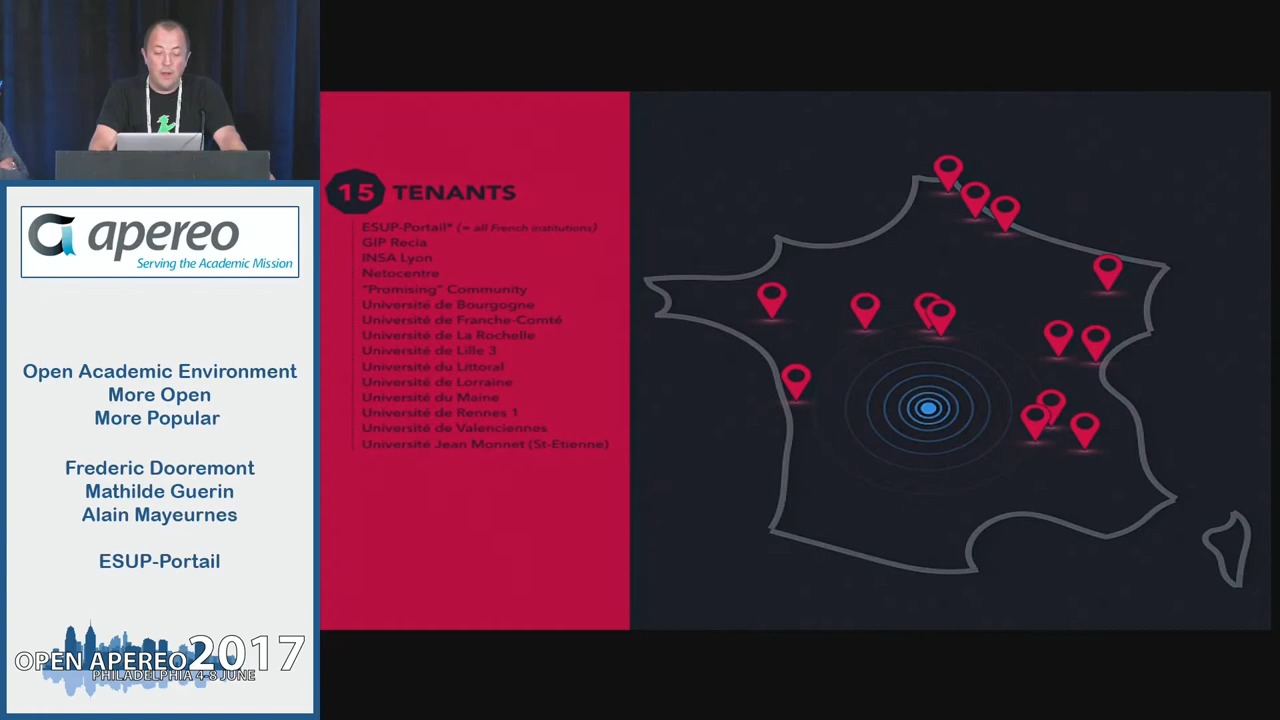 apereo
Serving the Academic Mission
Open Academic Environment
More Open
More Popular
Frederic Dooremont
Mathilde Guerin
Alain Mayeurnes
ESUP-Portail
OPEN APEREO 2017
PHILADELPHIA 4-8 JUNE
15 TENANTS
ESUP-Portail* (= all French institutions)
GIP Recia
INSA Lyon
Netocentre
"Promising" Community
Université de Bourgogne
Université de Franche-Comté
Université de La Rochelle
Université de Lille 3
Université du Littoral
Université de Lorraine
Université du Maine
Université de Rennes 1
Université de Valenciennes
Université Jean Monnet (St-Etienne)